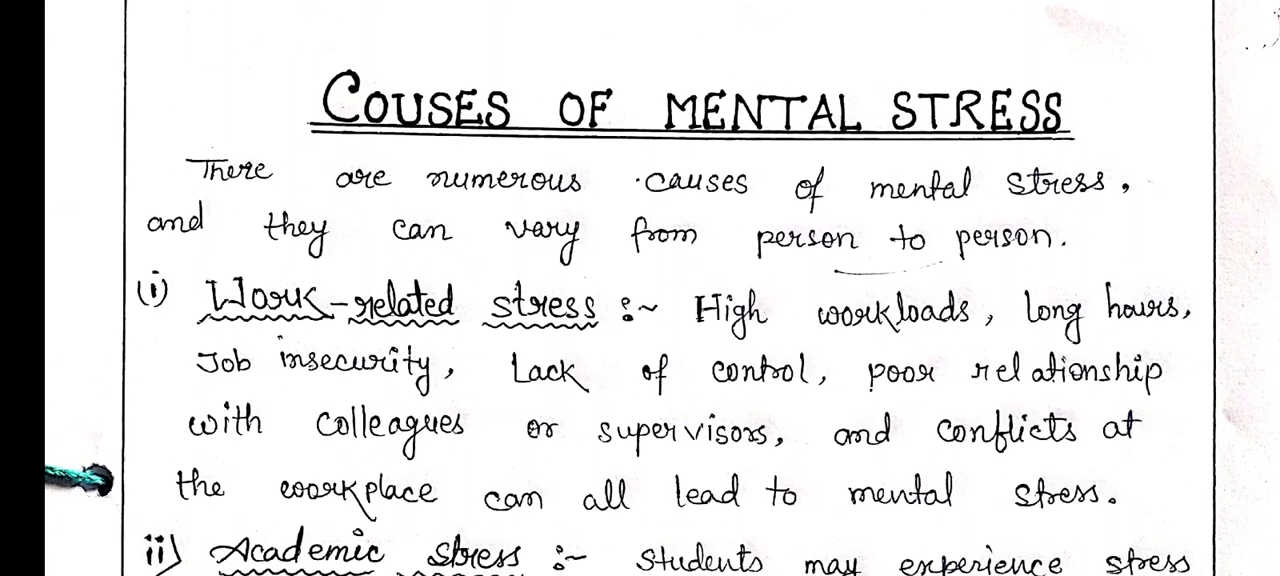 COUSES OF MENTAL STRESS
There are numerous causes of mental stress,
and they can vary from person to person.
(i) Work-related stress :~ High workloads, long hours,
Job insecurity, Lack of control, poor relationship
with colleagues or supervisors, and conflicts at
the workplace can all lead to mental stress.
ii) Academic stress :~ students may experience stress